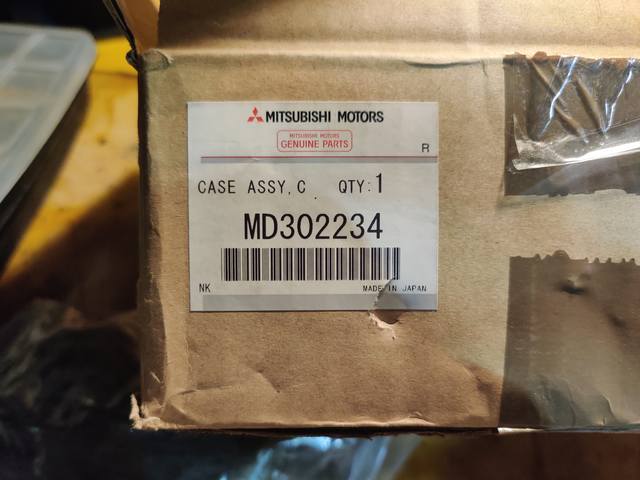 MITSUBISHI MOTORS
MITSUBISHI MOTORS
GENUINE PARTS
R
CASE ASSY,C QTY:1
MD302234
NK MADE IN JAPAN